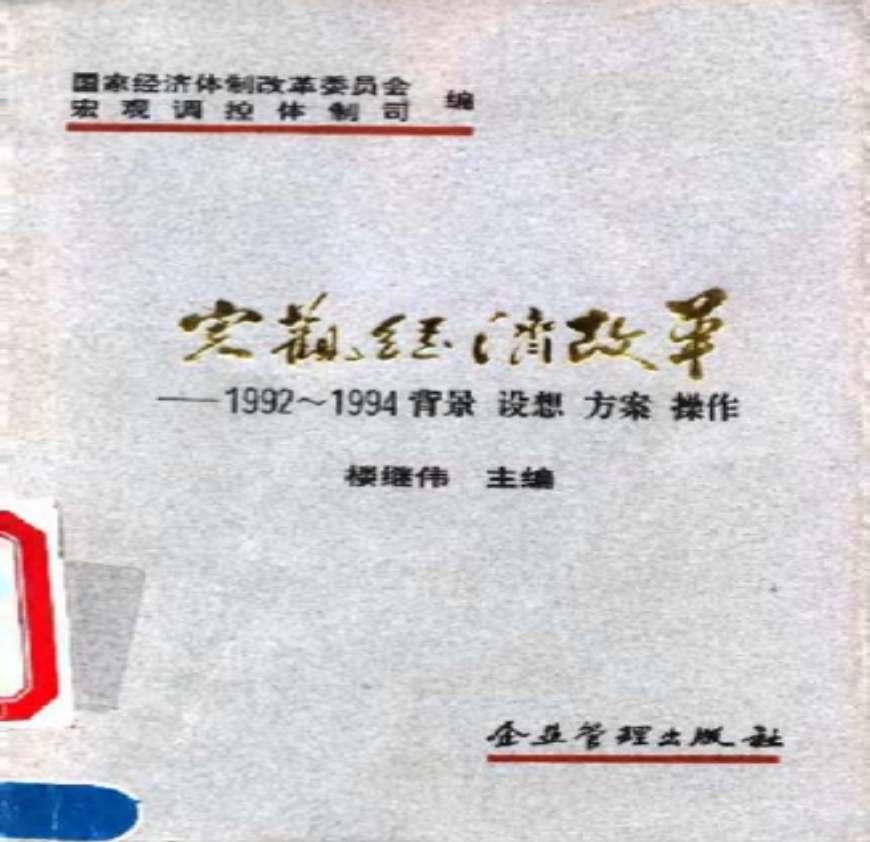 国家经济体制改革委员会
宏观调控体制司 编
宏觀经济改革
——1992～1994 背景 设想 方案 操作
楼继伟 主编
企业管理出版社